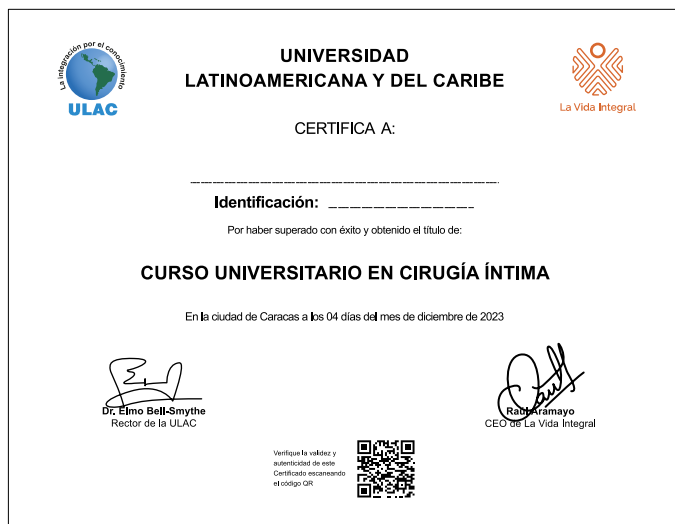 La integración por el conocimiento
ULAC
UNIVERSIDAD
LATINOAMERICANA Y DEL CARIBE
La Vida Integral
CERTIFICA A:
Identificación:
Por haber superado con éxito y obtenido el título de:
CURSO UNIVERSITARIO EN CIRUGÍA ÍNTIMA
En la ciudad de Caracas a los 04 días del mes de diciembre de 2023
Dr. Elmo Bell-Smythe
Rector de la ULAC
Raúl Aramayo
CEO de La Vida Integral
Verifique la validez y
autenticidad de este
Certificado escaneando
el código QR